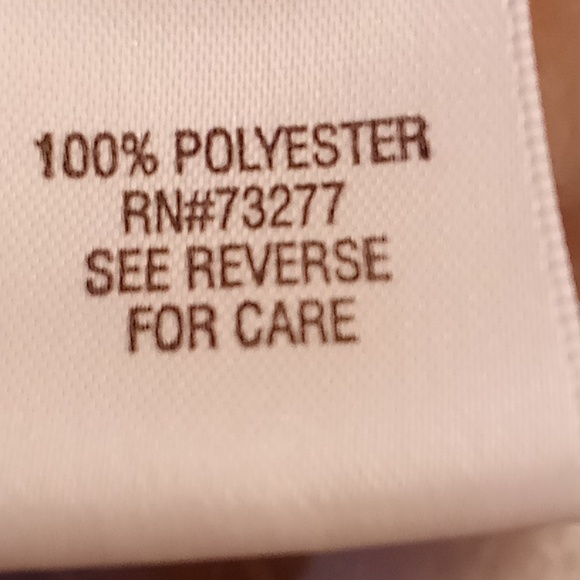 100% POLYESTER
RN#73277
SEE REVERSE
FOR CARE